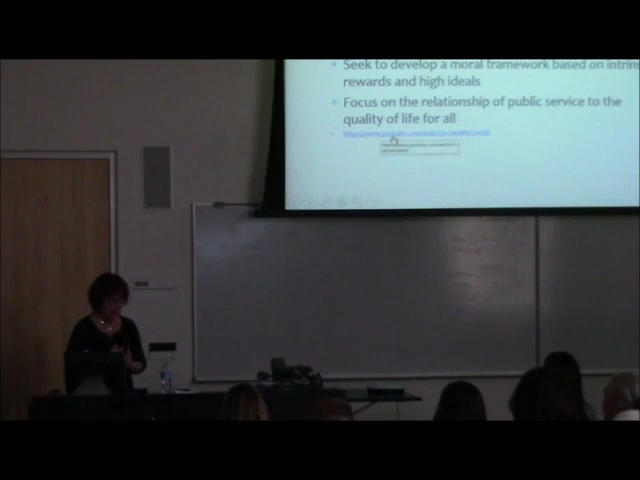 Seek to develop a moral framework based on intrin
rewards and high ideals
Focus on the relationship of public service to the
quality of life for all